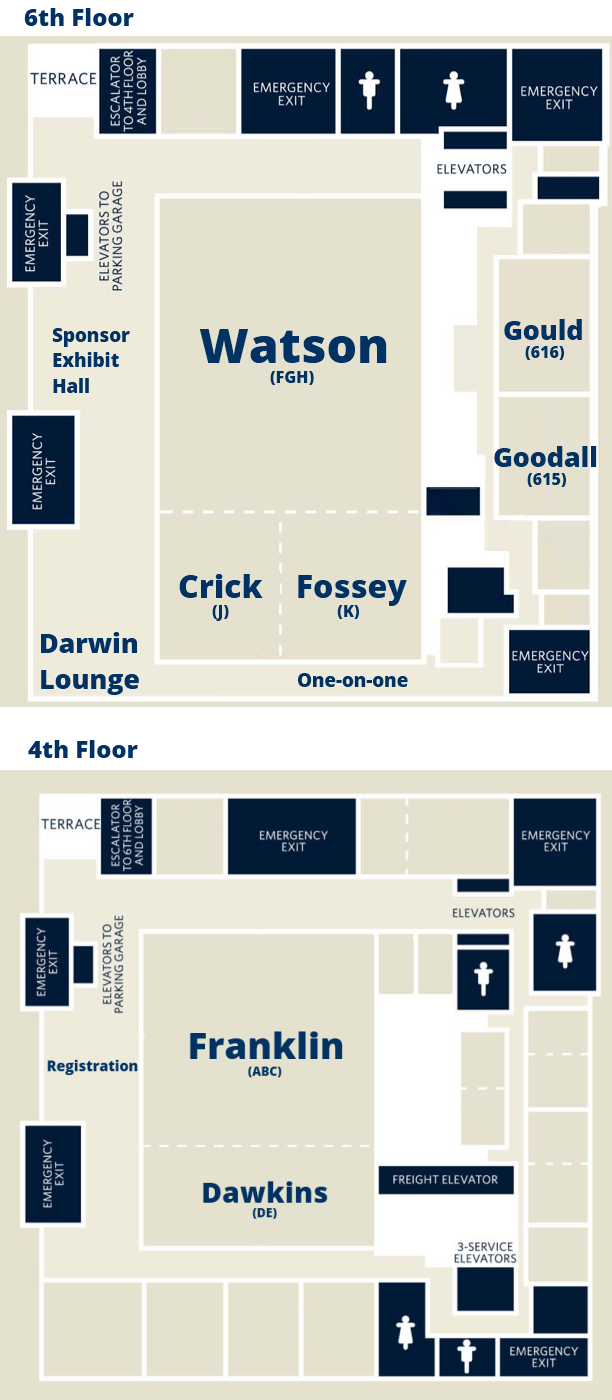 6th Floor
TERRACE
ESCALATOR
TO 4TH FLOOR
AND LOBBY
EMERGENCY
EXIT
EMERGENCY
EXIT
ELEVATORS
EMERGENCY
EXIT
ELEVATORS TO
PARKING GARAGE
Sponsor
Exhibit
Hall
Watson
(FGH)
Gould
(616)
Goodall
(615)
EMERGENCY
EXIT
Crick
(J)
Fossey
(K)
Darwin
Lounge
One-on-one
EMERGENCY
EXIT
4th Floor
TERRACE
ESCALATOR
TO 6TH FLOOR
AND LOBBY
EMERGENCY
EXIT
EMERGENCY
EXIT
ELEVATORS
EMERGENCY
EXIT
ELEVATORS TO
PARKING GARAGE
Franklin
(ABC)
Registration
EMERGENCY
EXIT
Dawkins
(DE)
FREIGHT ELEVATOR
3-SERVICE
ELEVATORS
EMERGENCY
EXIT